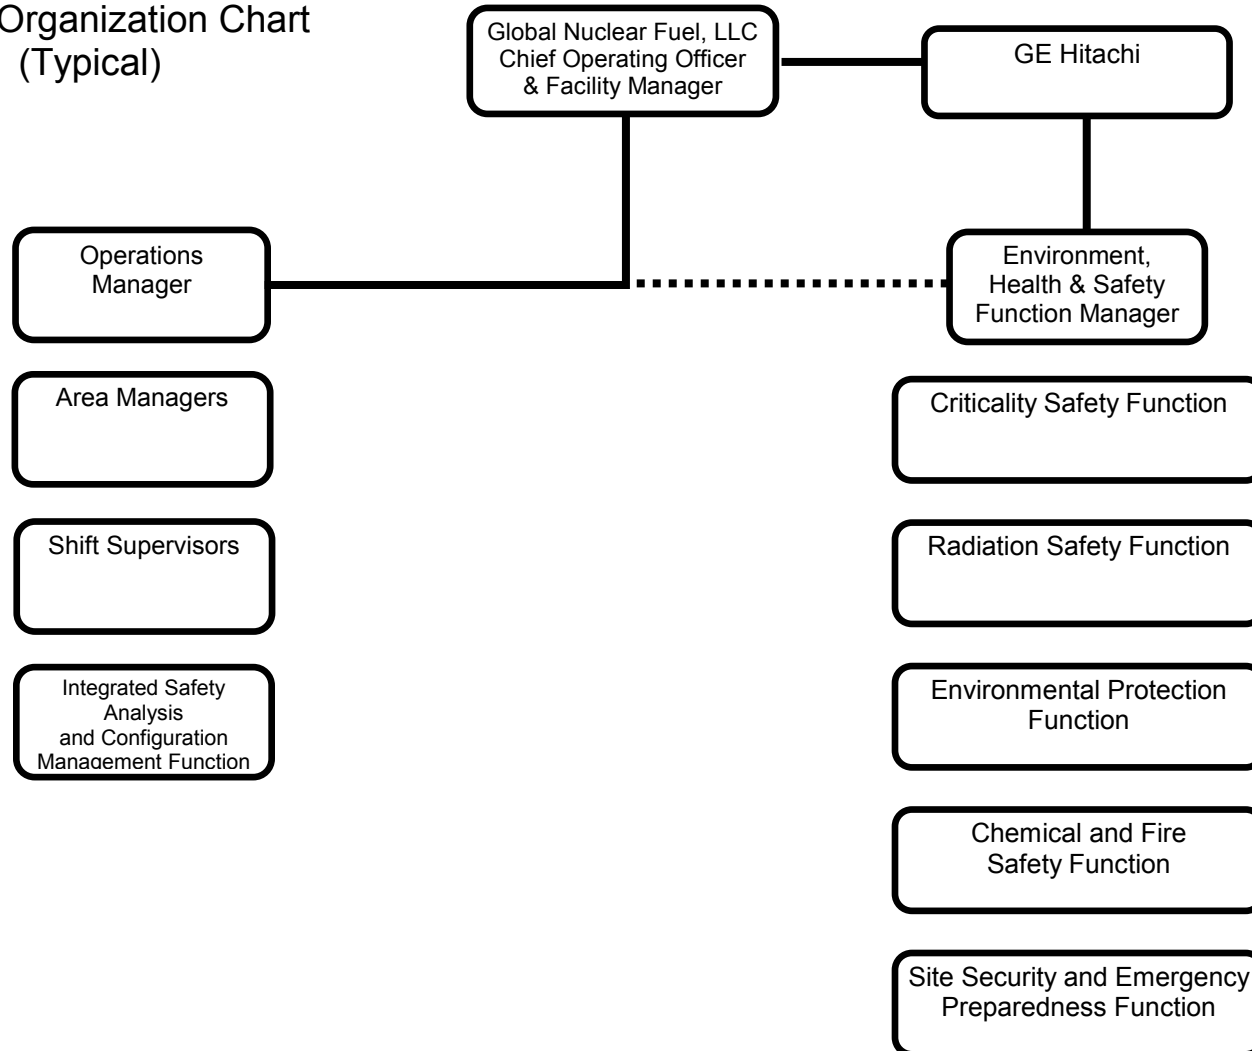 Organization Chart
(Typical)
Global Nuclear Fuel, LLC
Chief Operating Officer
& Facility Manager
GE Hitachi
Operations
Manager
Environment,
Health & Safety
Function Manager
Area Managers
Criticality Safety Function
Shift Supervisors
Radiation Safety Function
Integrated Safety
Analysis
and Configuration
Management Function
Environmental Protection
Function
Chemical and Fire
Safety Function
Site Security and Emergency
Preparedness Function